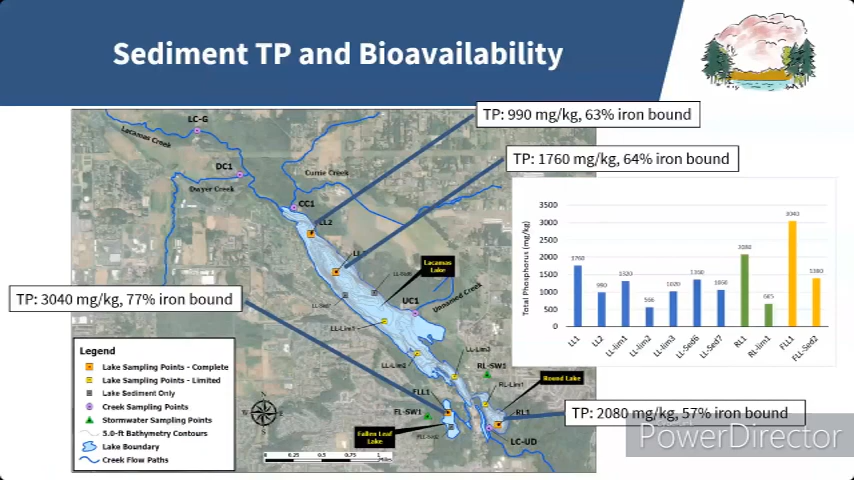 Sediment TP and Bioavailability
TP: 990 mg/kg, 63% iron bound
TP: 1760 mg/kg, 64% iron bound
TP: 3040 mg/kg, 77% iron bound
TP: 2080 mg/kg, 57% iron bound
LC-G
Lacamas Creek
DC1
Dwyer Creek
Currie Creek
CC1
LL2
Lacamas
Lake
UC1
Unnamed Creek
LL-Lim1
LL-Lim2
LL-Lim3
RL-SW1
RL-Lim1
Round Lake
RL1
FLL1
FL-SW1
Fallen Leaf
Lake
LC-UD
Legend
Lake Sampling Points - Complete
Lake Sampling Points - Limited
Lake Sediment Only
Creek Sampling Points
Stormwater Sampling Points
5.0-ft Bathymetry Contours
Lake Boundary
Creek Flow Paths
0 0.25 0.5 1
Total Phosphorus (mg/kg)
3500
3000
2500
2000
1500
1000
500
0
1760
990
1320
566
1020
1350
1060
2080
665
3040
1380
LL1
LL2
LL-lim1
LL-lim2
LL-lim3
LL-Sed6
LL-Sed7
RL1
RL-lim1
FLL1
FLL-Sed2
PowerDirector